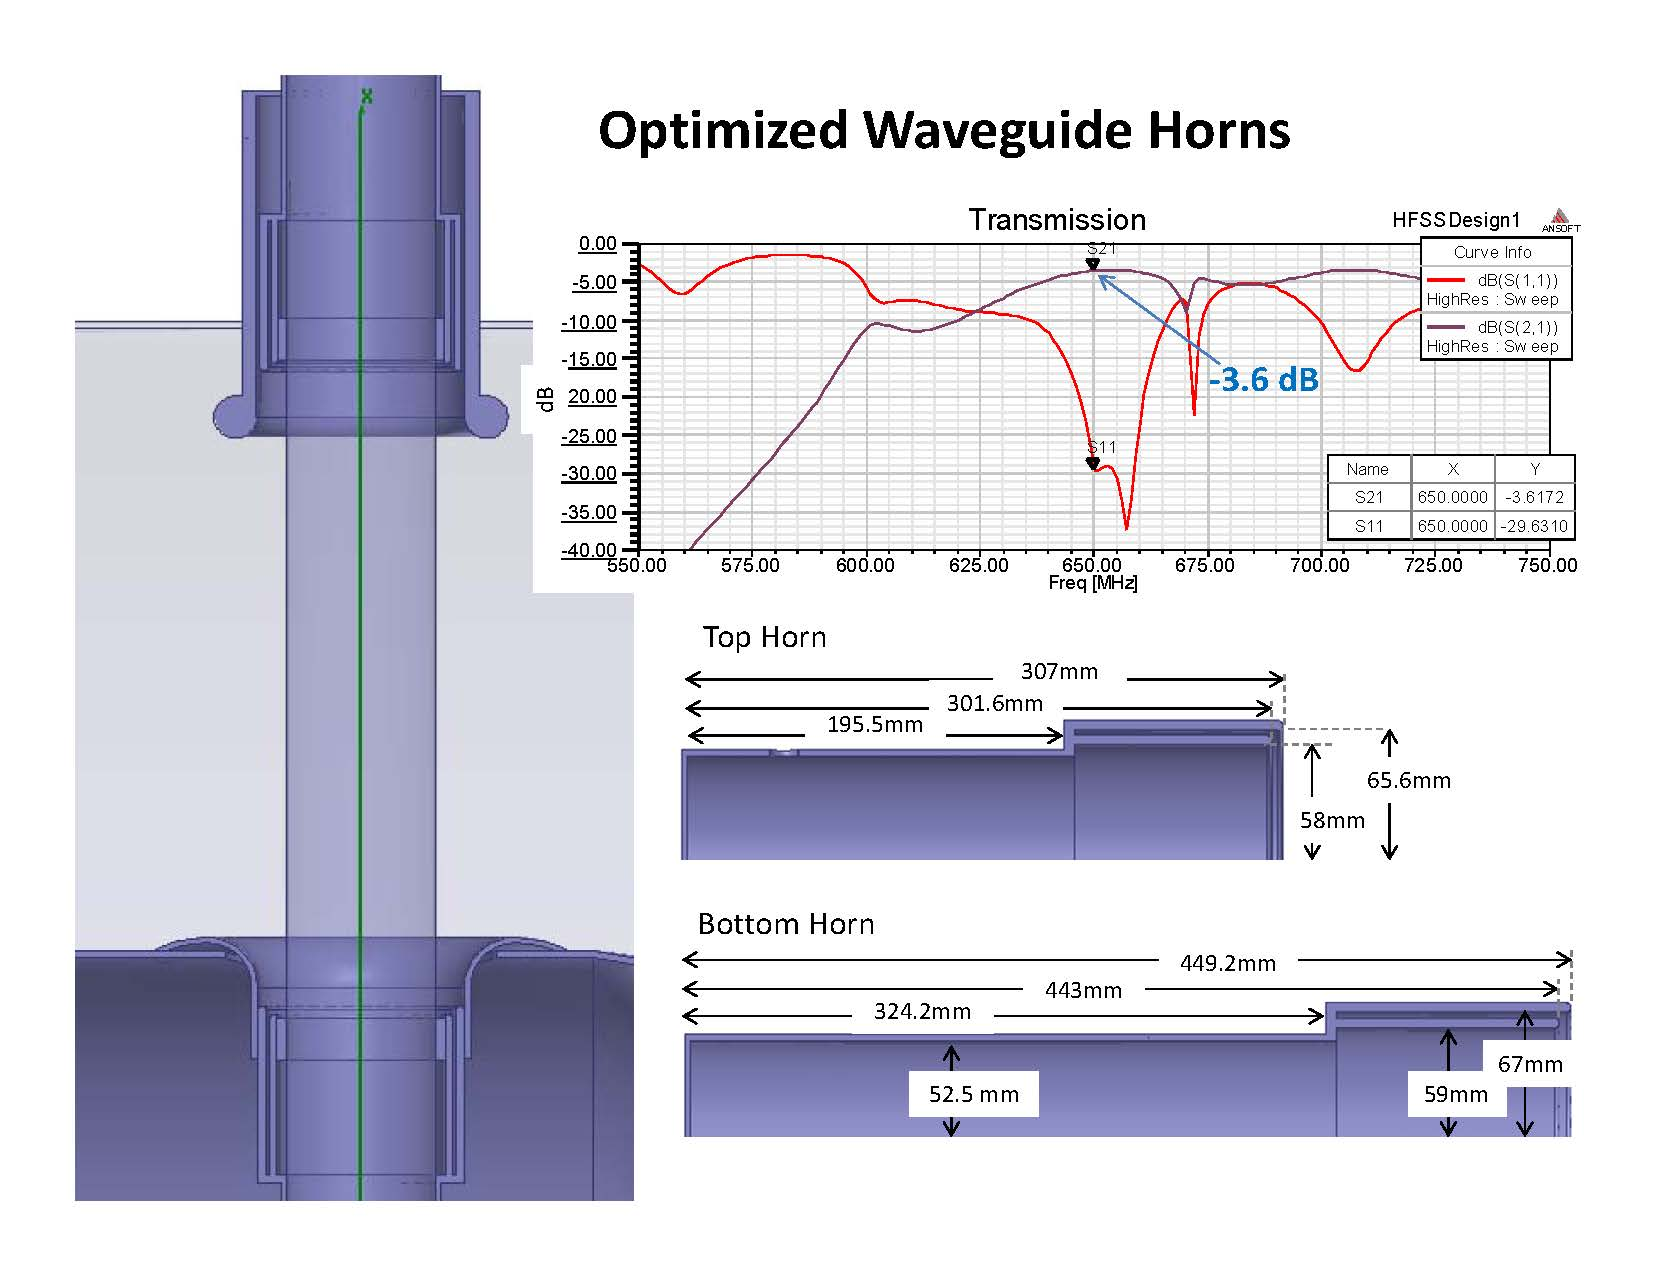 X
Optimized Waveguide Horns
Transmission
HFSSDesign1
ANSOFT
Curve Info
dB(S(1,1))
HighRes : Sw eep
dB(S(2,1))
HighRes : Sw eep
dB
0.00
-5.00
-10.00
-15.00
20.00
-25.00
-30.00
-35.00
-40.00
S21
S11
-3.6 dB
Name X Y
S21 650.0000 -3.6172
S11 650.0000 -29.6310
550.00 575.00 600.00 625.00 650.00 675.00 700.00 725.00 750.00
Freq [MHz]
Top Horn
307mm
301.6mm
195.5mm
65.6mm
58mm
Bottom Horn
449.2mm
443mm
324.2mm
67mm
52.5 mm
59mm